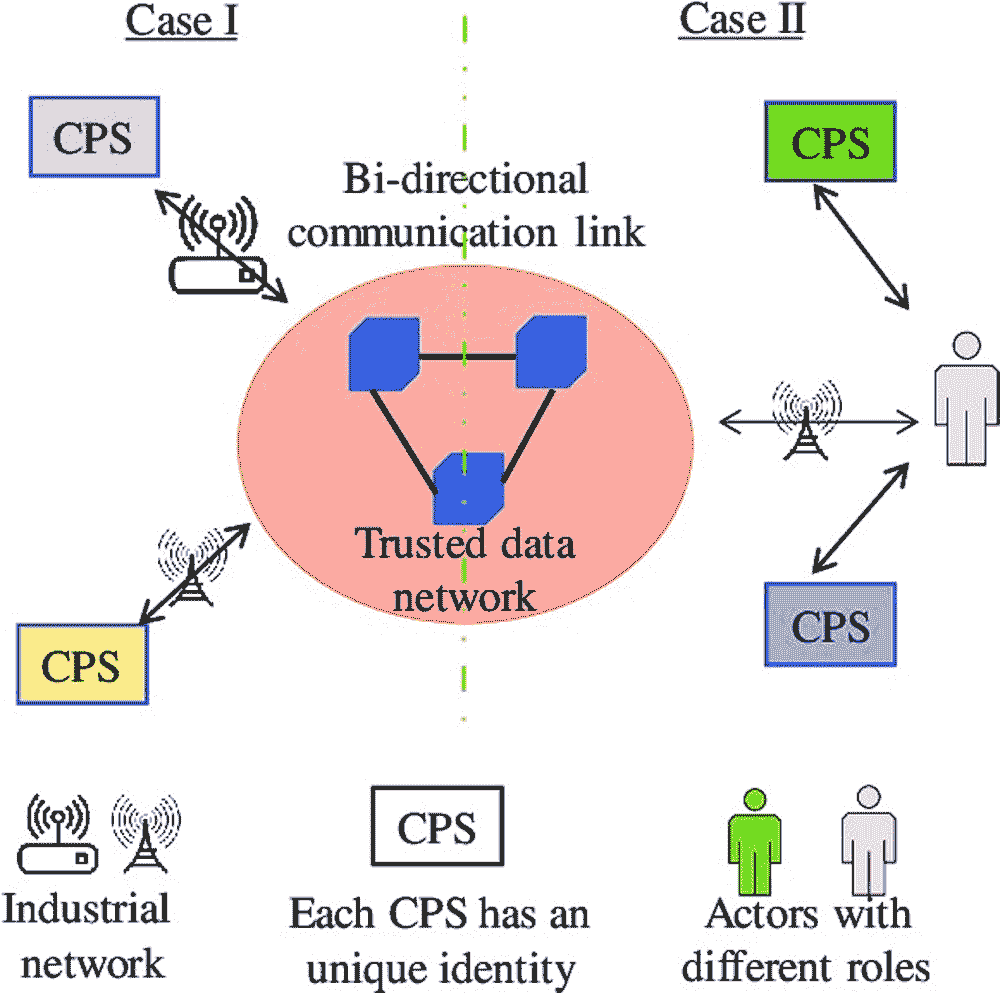 Case I
Case II
CPS
CPS
Bi-directional
communication link
Trusted data
network
CPS
CPS
CPS
Industrial
network
Each CPS has an
unique identity
Actors with
different roles